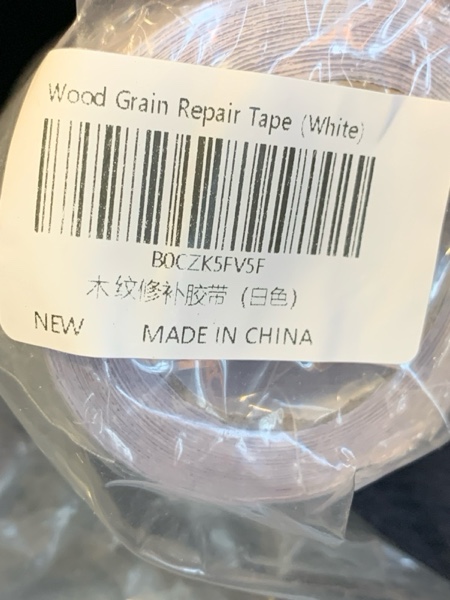 Wood Grain Repair Tape (White)
B0CZK5FV5F
木纹修补胶带 (白色)
NEW
MADE IN CHINA